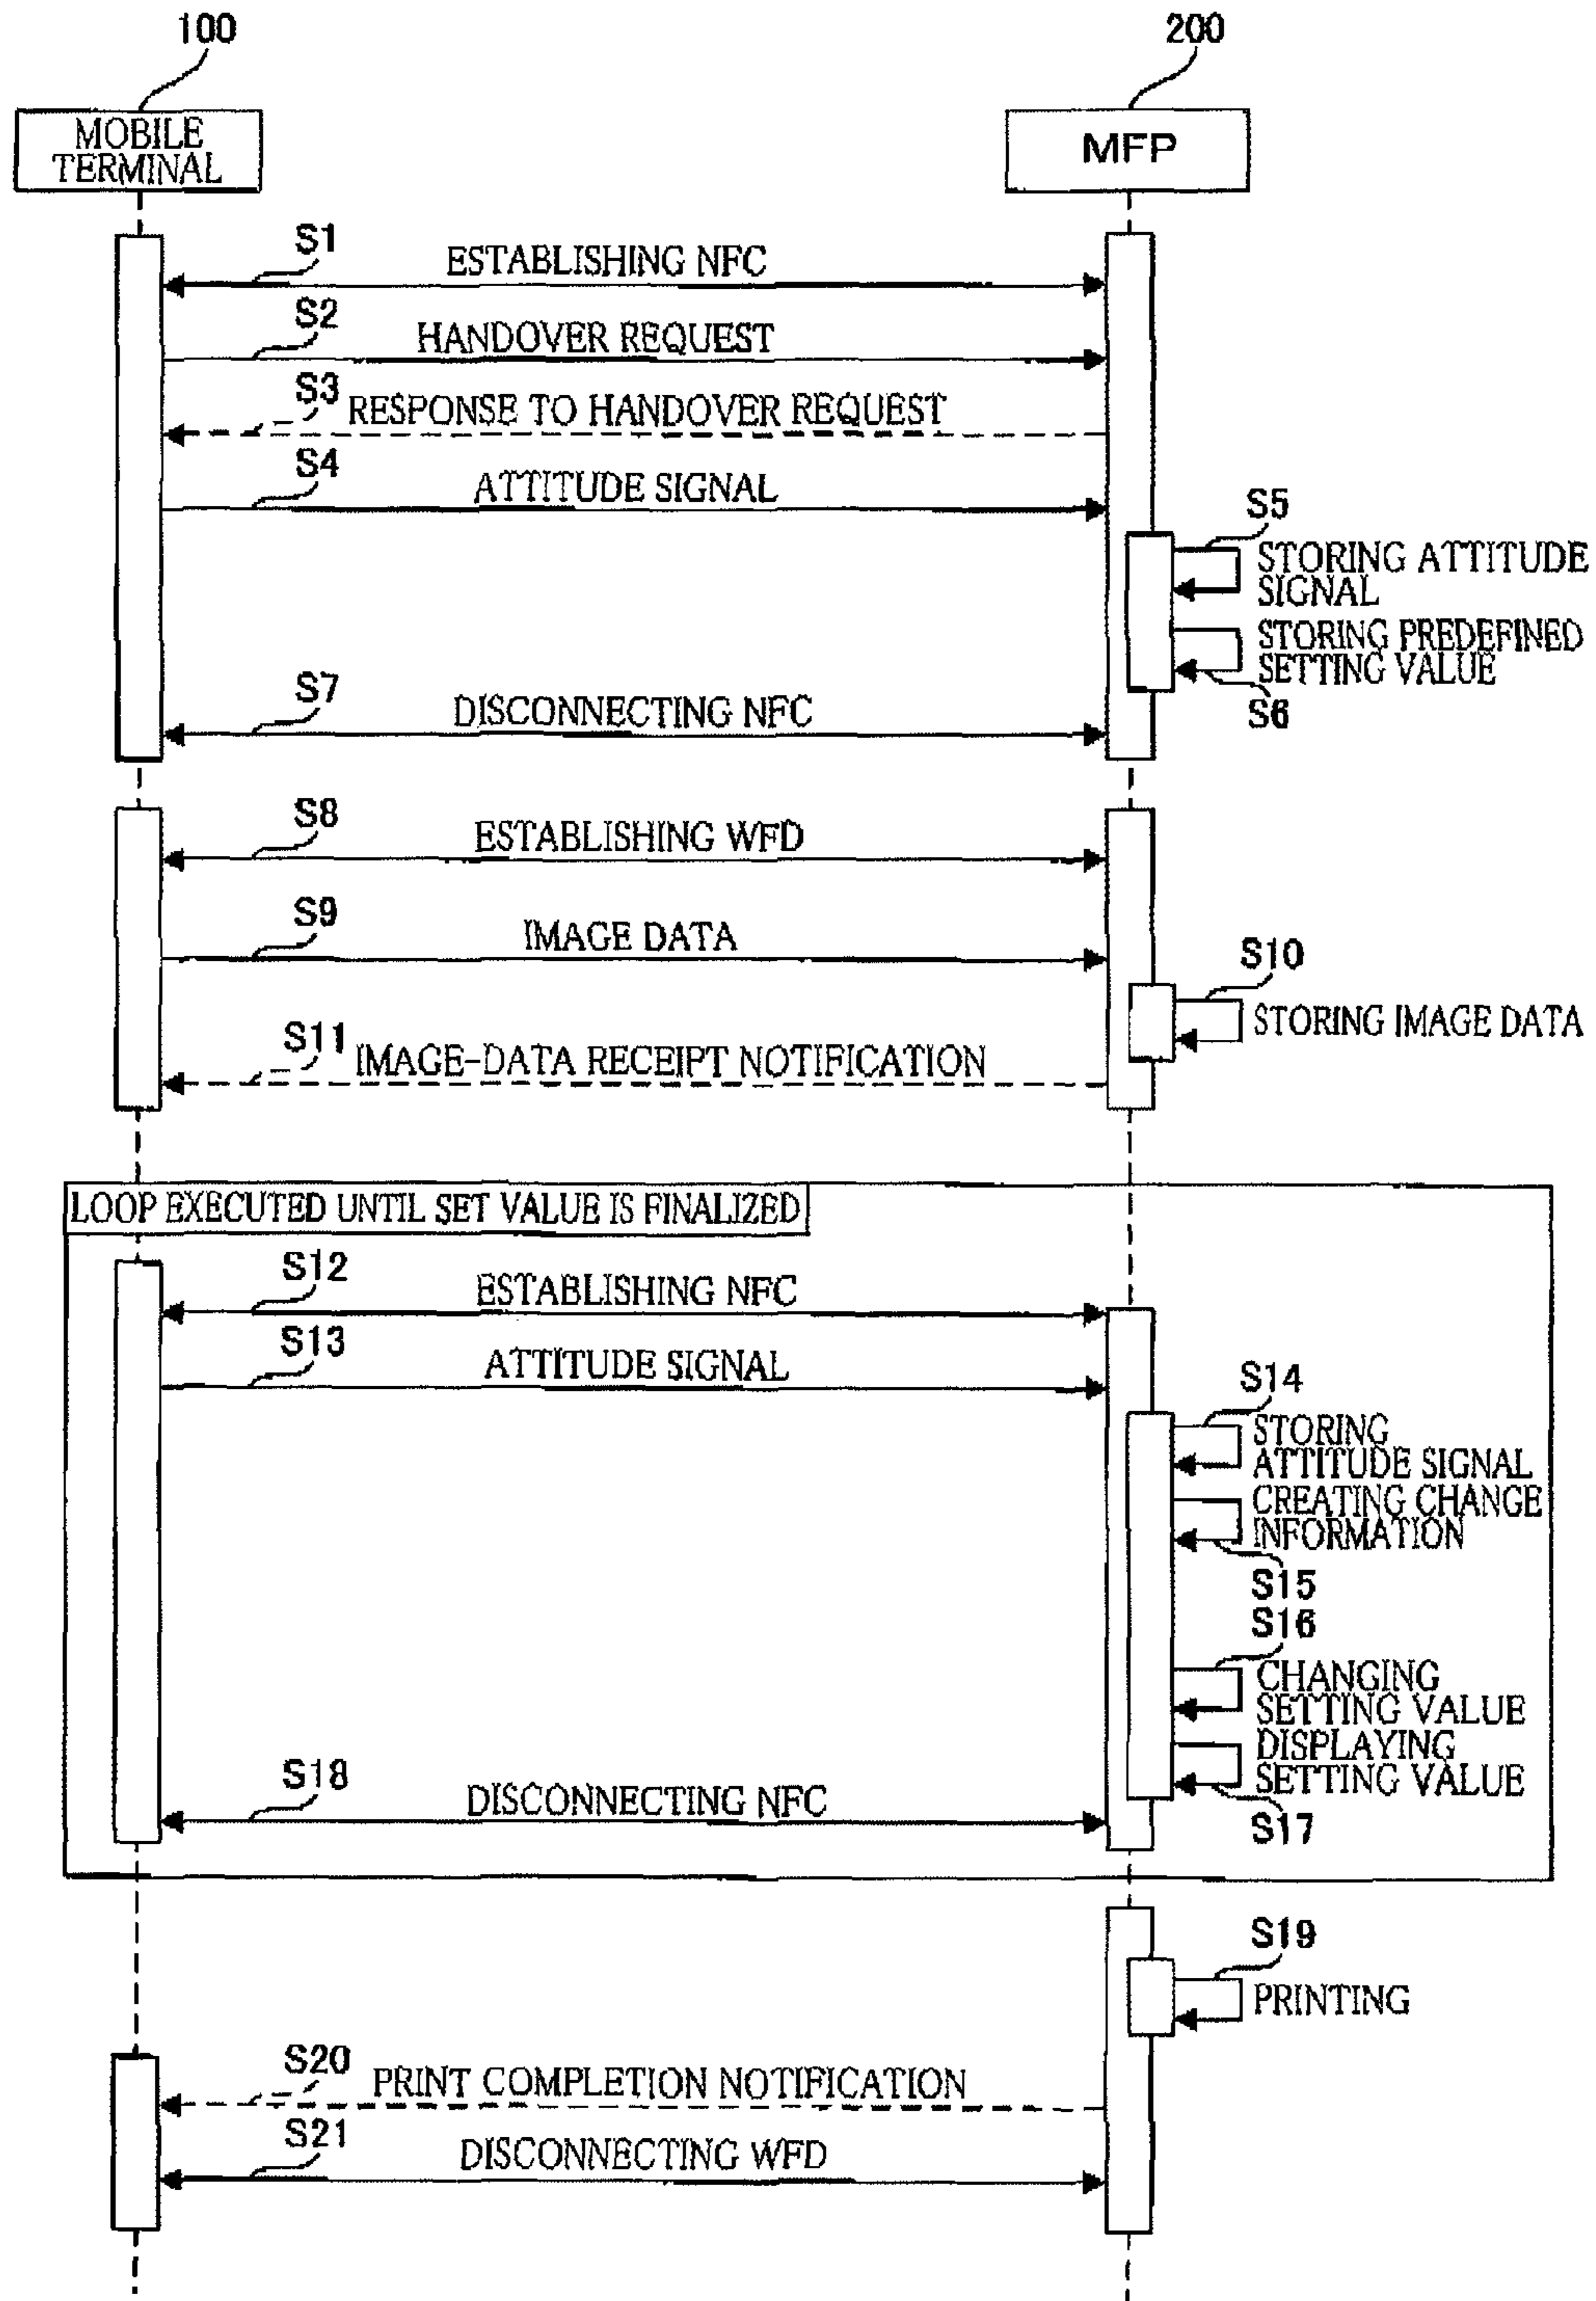 100
200
MOBILE
TERMINAL
MFP
S1
ESTABLISHING NFC
S2
HANDOVER REQUEST
S3
RESPONSE TO HANDOVER REQUEST
S4
ATTITUDE SIGNAL
S5
STORING ATTITUDE
SIGNAL
STORING PREDEFINED
SETTING VALUE
S6
S7
DISCONNECTING NFC
S8
ESTABLISHING WFD
S9
IMAGE DATA
S10
STORING IMAGE DATA
S11
IMAGE-DATA RECEIPT NOTIFICATION
LOOP EXECUTED UNTIL SET VALUE IS FINALIZED
S12
ESTABLISHING NFC
S13
ATTITUDE SIGNAL
S14
STORING
ATTITUDE SIGNAL
CREATING CHANGE
INFORMATION
S15
S16
CHANGING
SETTING VALUE
DISPLAYING
SETTING VALUE
S17
S18
DISCONNECTING NFC
S19
PRINTING
S20
PRINT COMPLETION NOTIFICATION
S21
DISCONNECTING WFD